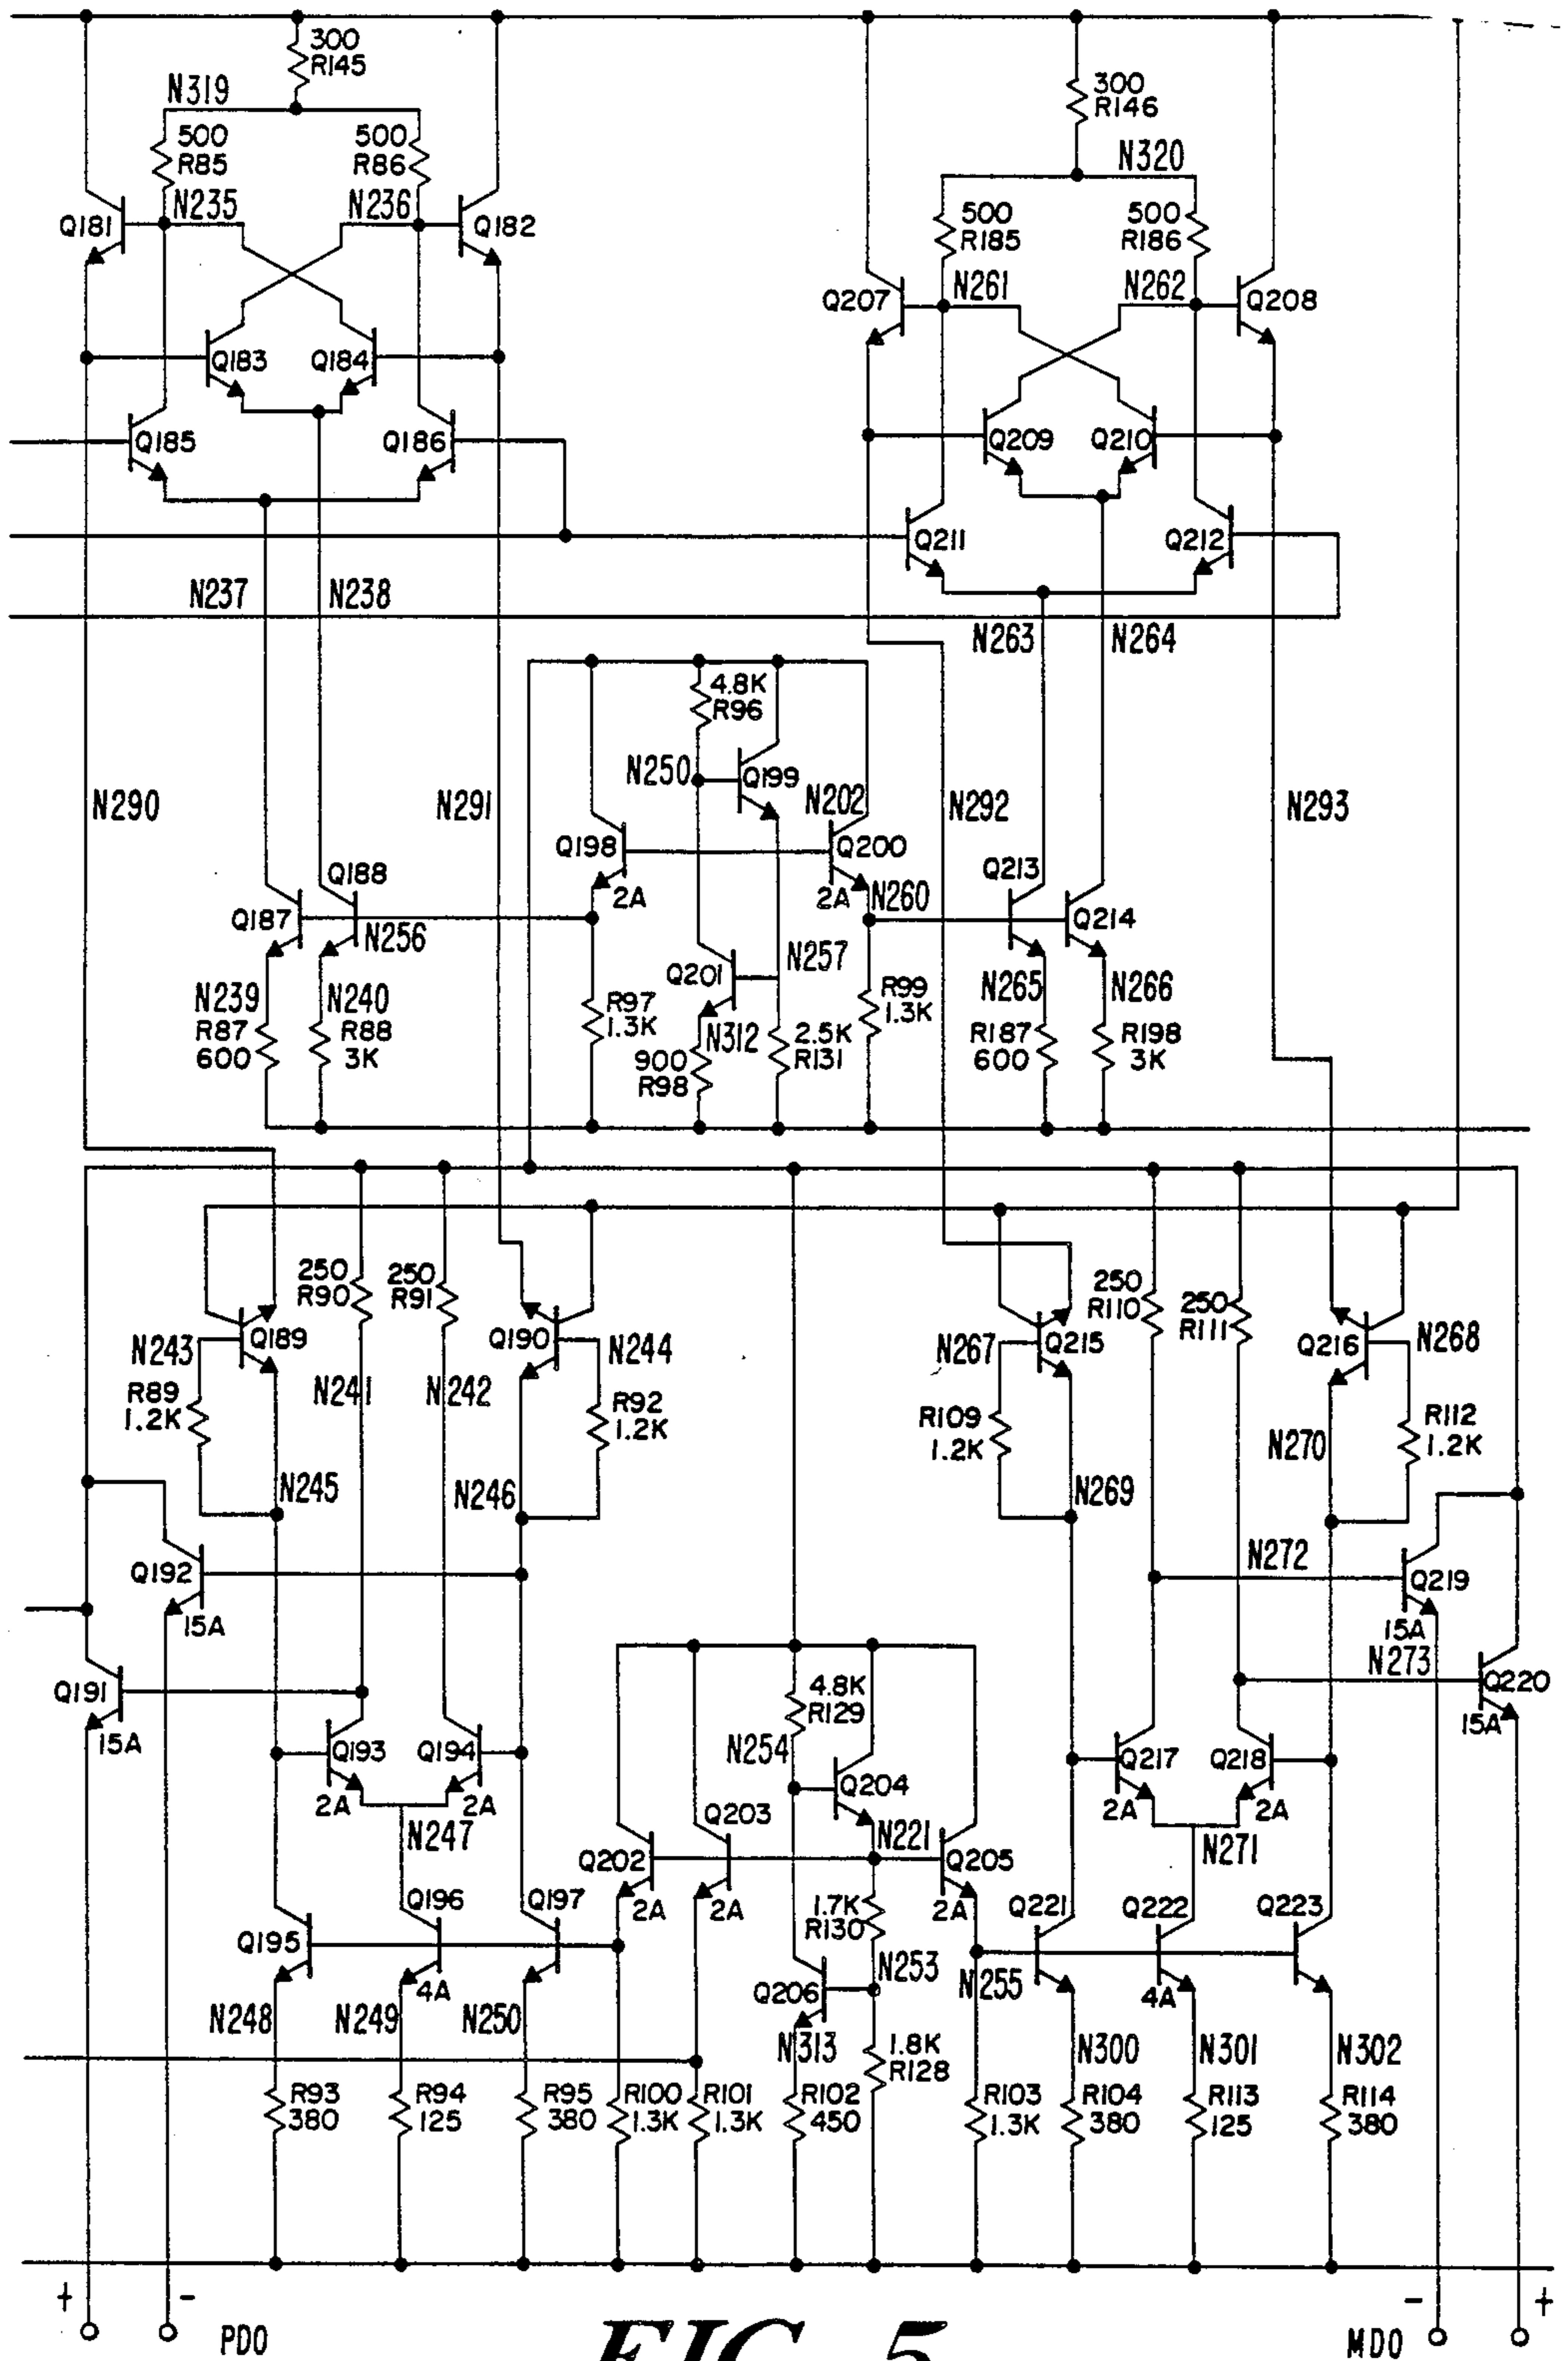 300
R145
N319
300
R146
500
R85
500
R86
N320
N235
N236
Q181
Q182
500
R185
500
R186
N261
N262
Q207
Q208
Q183
Q184
Q185
Q186
Q209
Q210
Q211
Q212
N237
N238
N263
N264
4.8K
R96
N250
Q199
N202
N290
N291
N292
N293
Q198
2A
Q200
2A
N260
Q213
Q188
Q187
N256
Q214
Q201
N257
N239
R87
600
N240
R88
3K
R97
1.3K
N312
900
R98
2.5K
R131
R99
1.3K
N265
R187
600
N266
R198
3K
250
R90
250
R91
250
R110
250
R111
N243
Q189
Q190
N244
N267
Q215
Q216
N268
R89
1.2K
N241
N242
R92
1.2K
R109
1.2K
R112
1.2K
N270
N245
N246
N269
Q192
15A
N272
Q219
15A
N273
Q191
15A
Q220
15A
4.8K
R129
N254
Q193
2A
Q194
2A
Q204
Q217
2A
Q218
2A
N247
Q203
2A
N221
Q202
2A
Q205
2A
N271
Q196
4A
Q197
1.7K
R130
Q221
Q222
4A
Q223
Q195
N253
Q206
N255
N248
N249
N250
N313
1.8K
R128
N300
N301
N302
R93
380
R94
125
R95
380
R100
1.3K
R101
1.3K
R102
450
R103
1.3K
R104
380
R113
125
R114
380
+
-
PDO
-
+
MDO
FIG. 5